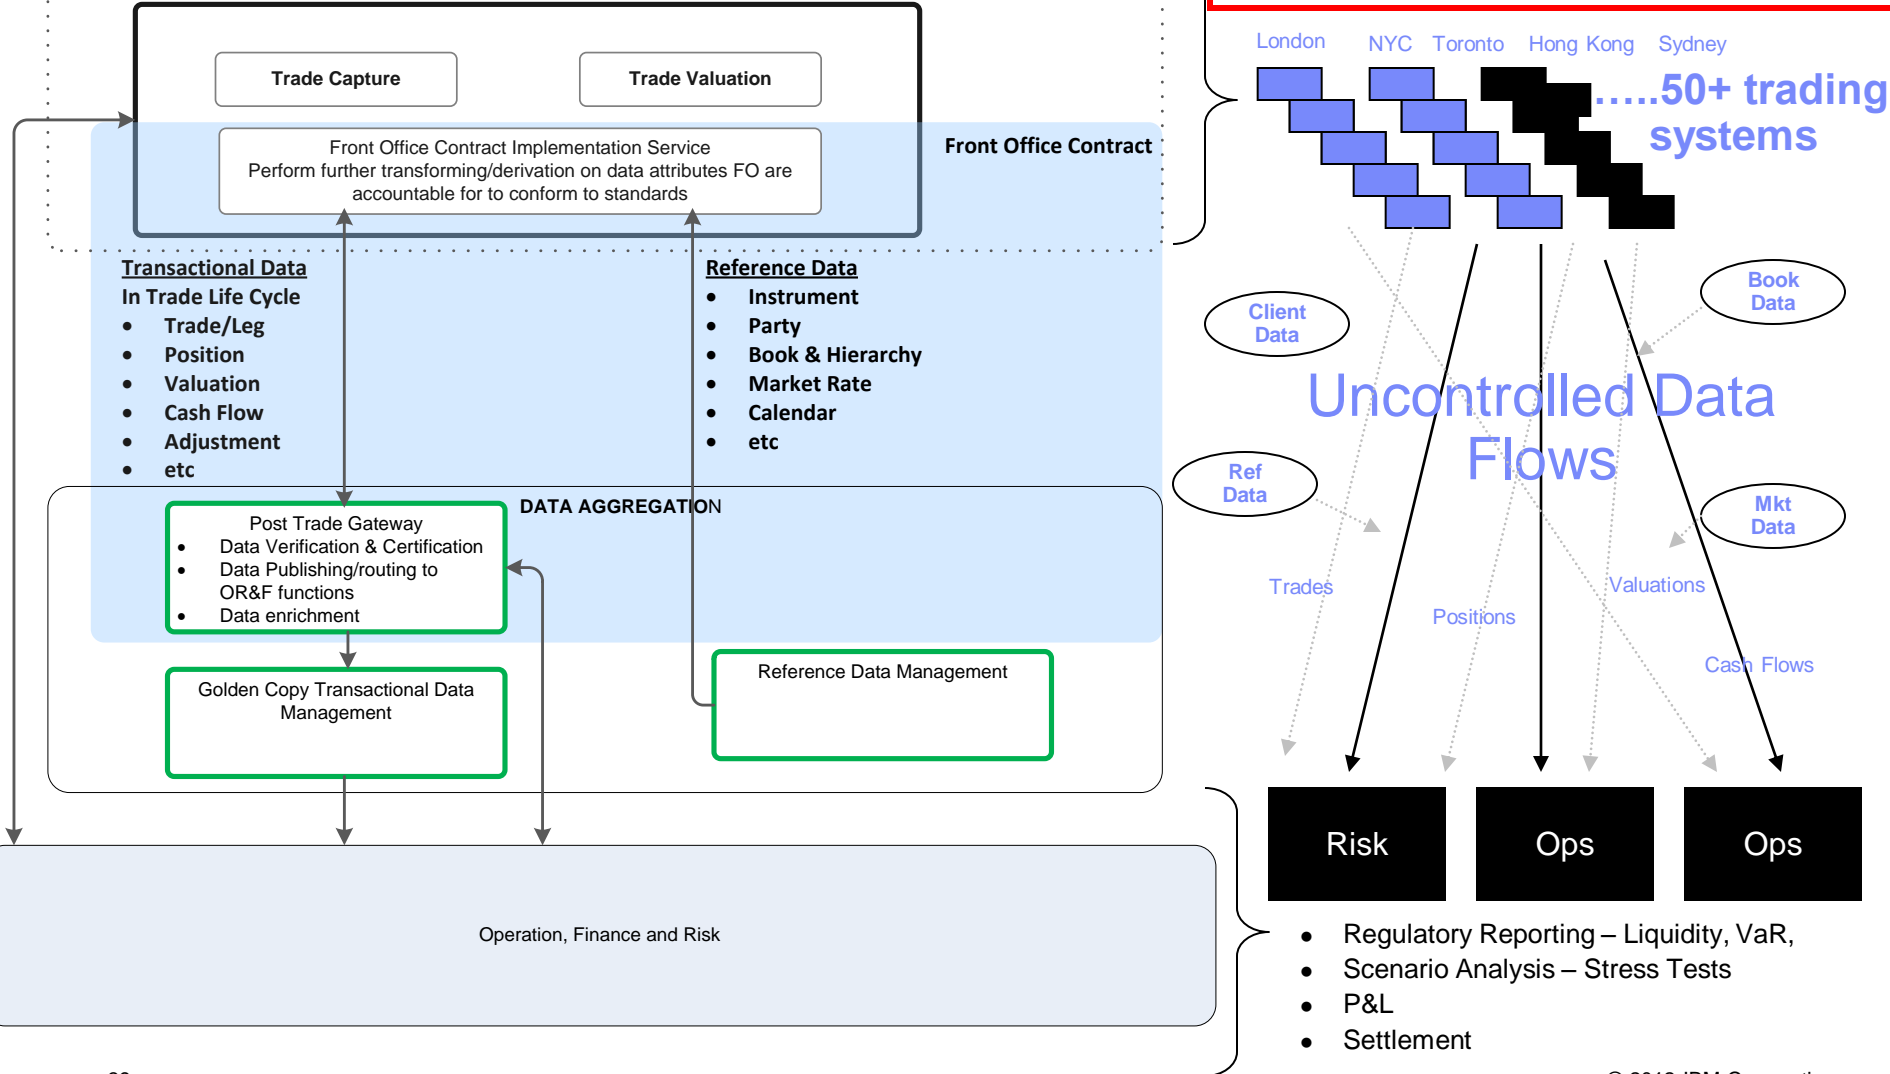 Trade Capture
Trade Valuation
Front Office Contract Implementation Service
Perform further transforming/derivation on data attributes FO are
accountable for to conform to standards
Front Office Contract
Transactional Data
In Trade Life Cycle
• Trade/Leg
• Position
• Valuation
• Cash Flow
• Adjustment
• etc
Reference Data
• Instrument
• Party
• Book & Hierarchy
• Market Rate
• Calendar
• etc
DATA AGGREGATION
Post Trade Gateway
• Data Verification & Certification
• Data Publishing/routing to
OR&F functions
• Data enrichment
Golden Copy Transactional Data
Management
Reference Data Management
Operation, Finance and Risk
London NYC Toronto Hong Kong Sydney
…..50+ trading
systems
Client
Data
Book
Data
Uncontrolled Data
Flows
Ref
Data
Mkt
Data
Trades
Positions
Valuations
Cash Flows
Risk
Ops
Ops
• Regulatory Reporting – Liquidity, VaR,
• Scenario Analysis – Stress Tests
• P&L
• Settlement